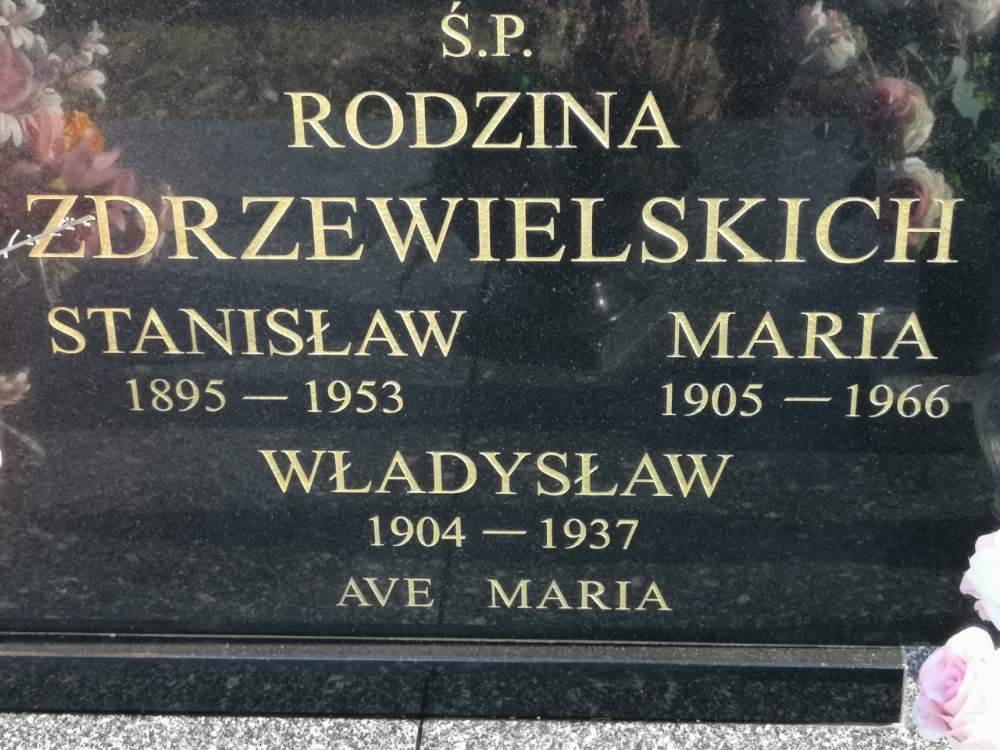 Ś.P.
RODZINA
ZDRZEWIELSKICH
STANISŁAW MARIA
1895 — 1953 1905 — 1966
WŁADYSŁAW
1904 — 1937
AVE MARIA